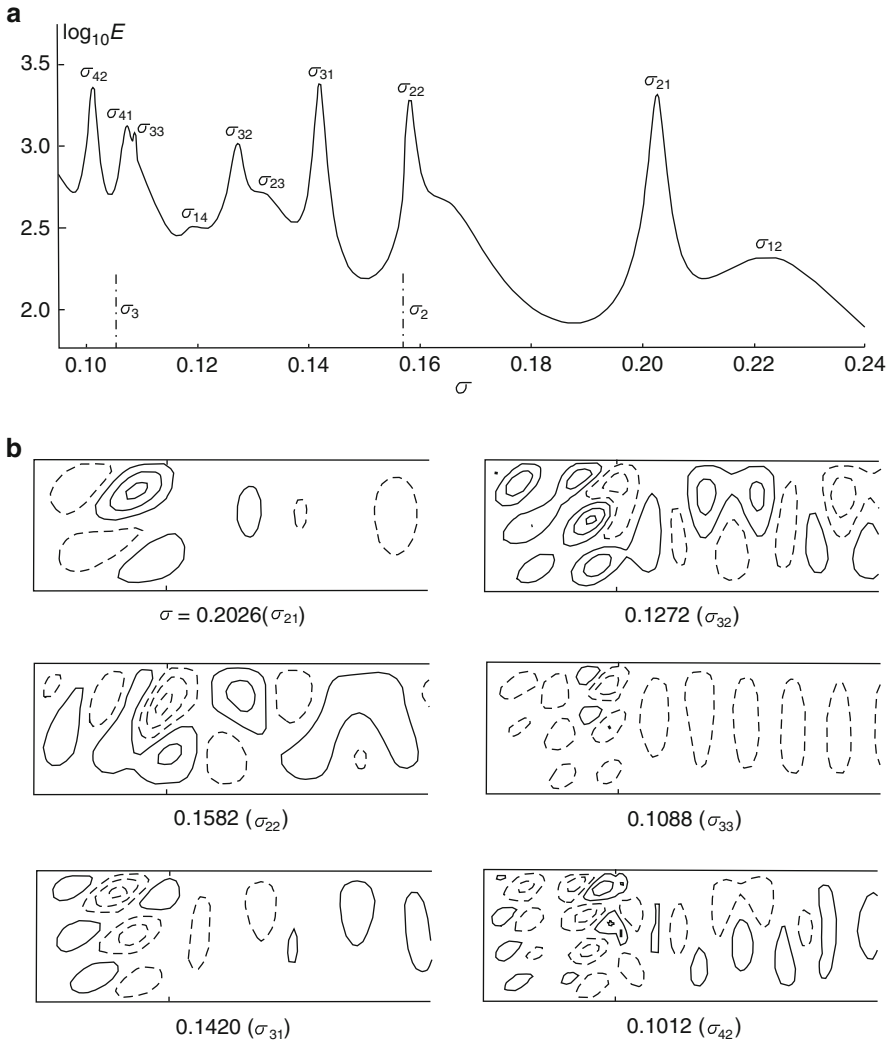 a
log₁₀E
3.5
3.0
2.5
2.0
σ₄₂
σ₄₁
σ₃₃
σ₁₄
σ₃₂
σ₂₃
σ₃₁
σ₂₂
σ₂₁
σ₁₂
σ₃
σ₂
0.10 0.12 0.14 0.16 0.18 0.20 0.22 0.24
σ
b
σ = 0.2026(σ₂₁)
0.1272 (σ₃₂)
0.1582 (σ₂₂)
0.1088 (σ₃₃)
0.1420 (σ₃₁)
0.1012 (σ₄₂)